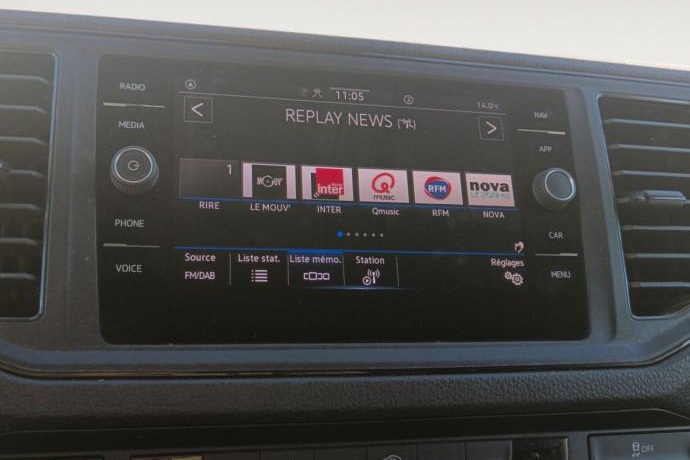 RADIO
MEDIA
PHONE
VOICE
11:05
14.0°C
REPLAY NEWS
1
RIRE
LE MOUV'
INTER
Qmusic
RFM
NOVA
MOUV'
inter
Q music
RFM
nova
Source
FM/DAB
Liste stat.
Liste mémo.
Station
Réglages
NAV
APP
CAR
MENU
OFF